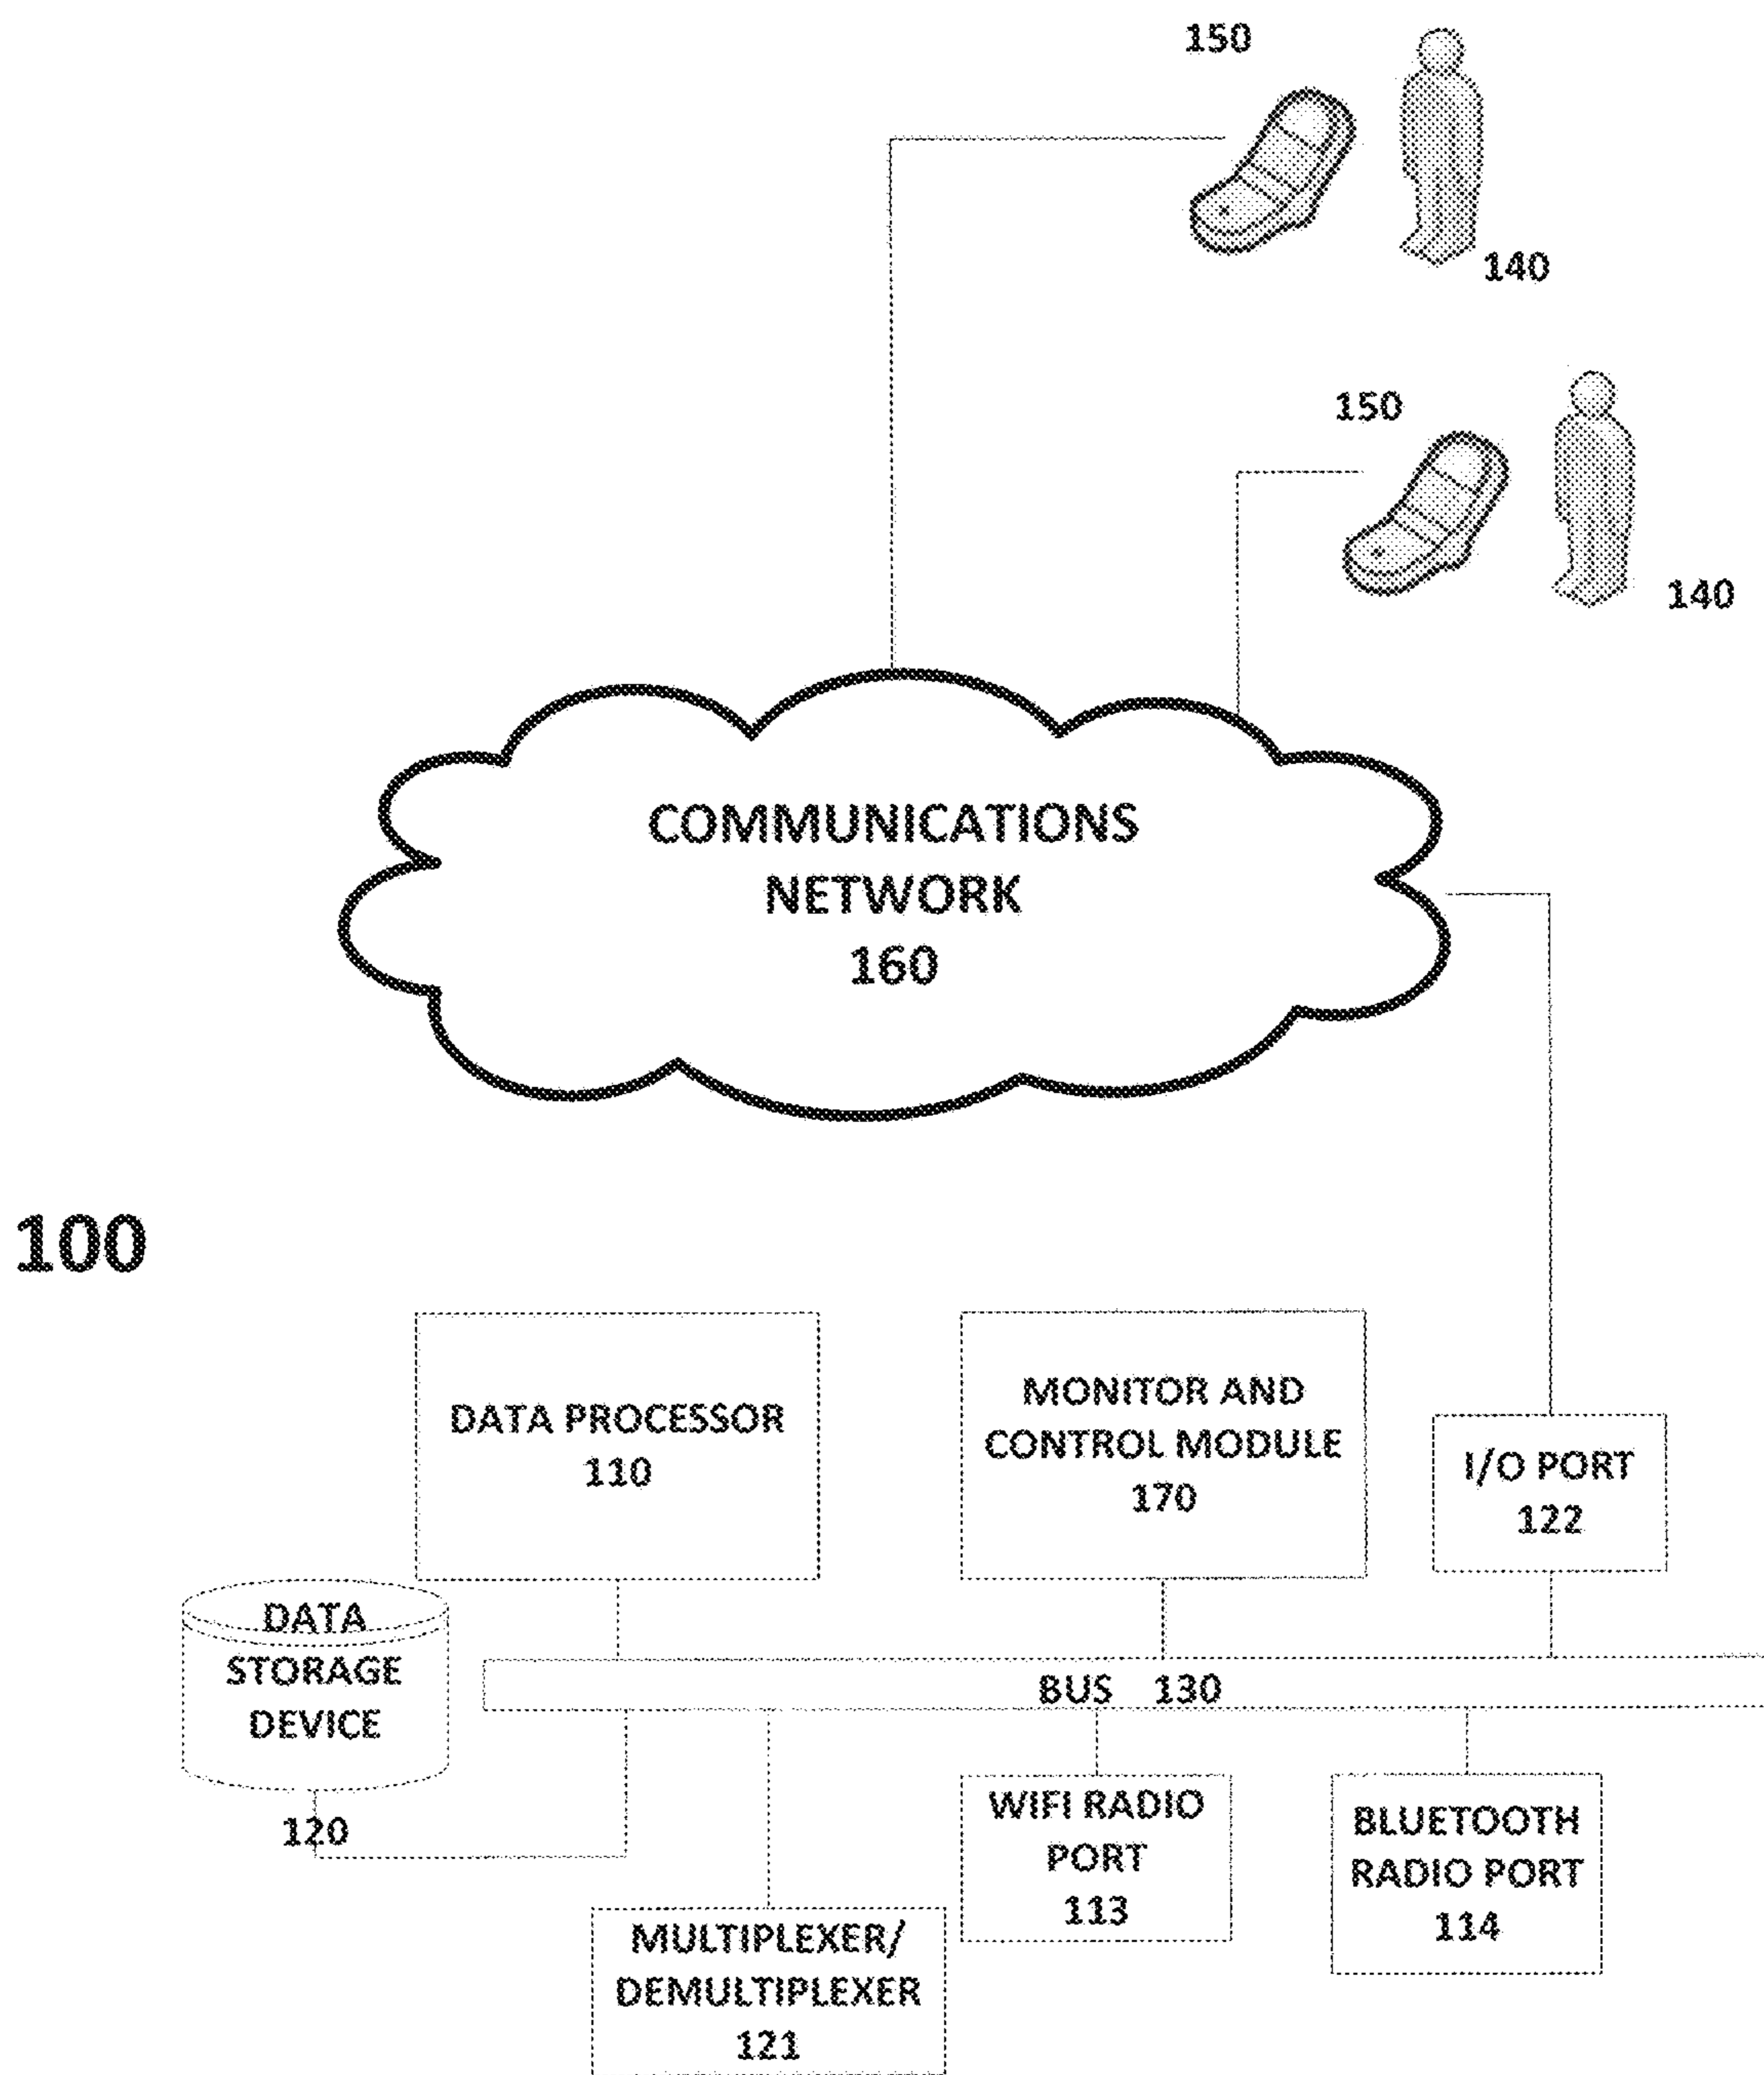 150
140
150
140
COMMUNICATIONS
NETWORK
160
100
DATA PROCESSOR
110
MONITOR AND
CONTROL MODULE
170
I/O PORT
122
DATA
STORAGE
DEVICE
120
BUS 130
WIFI RADIO
PORT
113
BLUETOOTH
RADIO PORT
114
MULTIPLEXER/
DEMULTIPLEXER
121